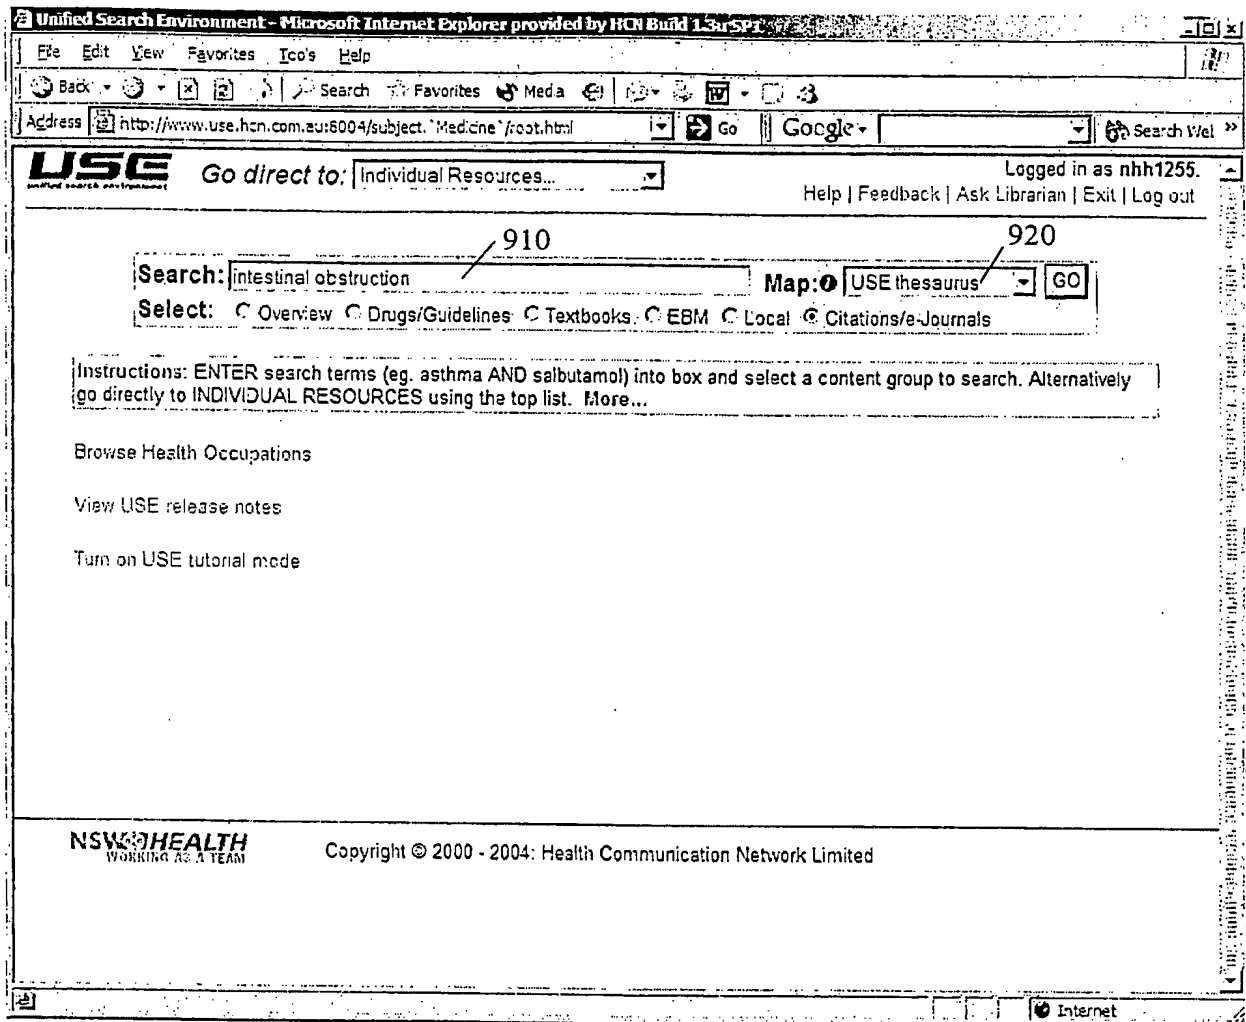 Unified Search Environment - Microsoft Internet Explorer provided by HCN Build 1.3urSP1
File Edit View Favorites Tools Help
Back Search Favorites Media
Address http://www.use.hcn.com.au:6004/subject.`Medicine`/root.html Go Google Search Wel »
USE Go direct to: Individual Resources... Logged in as nhh1255.
unified search environment Help | Feedback | Ask Librarian | Exit | Log out
910 920
Search: intestinal obstruction Map: USE thesaurus GO
Select: Overview Drugs/Guidelines Textbooks EBM Local Citations/e-Journals
Instructions: ENTER search terms (eg. asthma AND salbutamol) into box and select a content group to search. Alternatively
go directly to INDIVIDUAL RESOURCES using the top list. More...
Browse Health Occupations
View USE release notes
Turn on USE tutorial mode
NSW HEALTH
WORKING AS A TEAM
Copyright © 2000 - 2004: Health Communication Network Limited
Internet